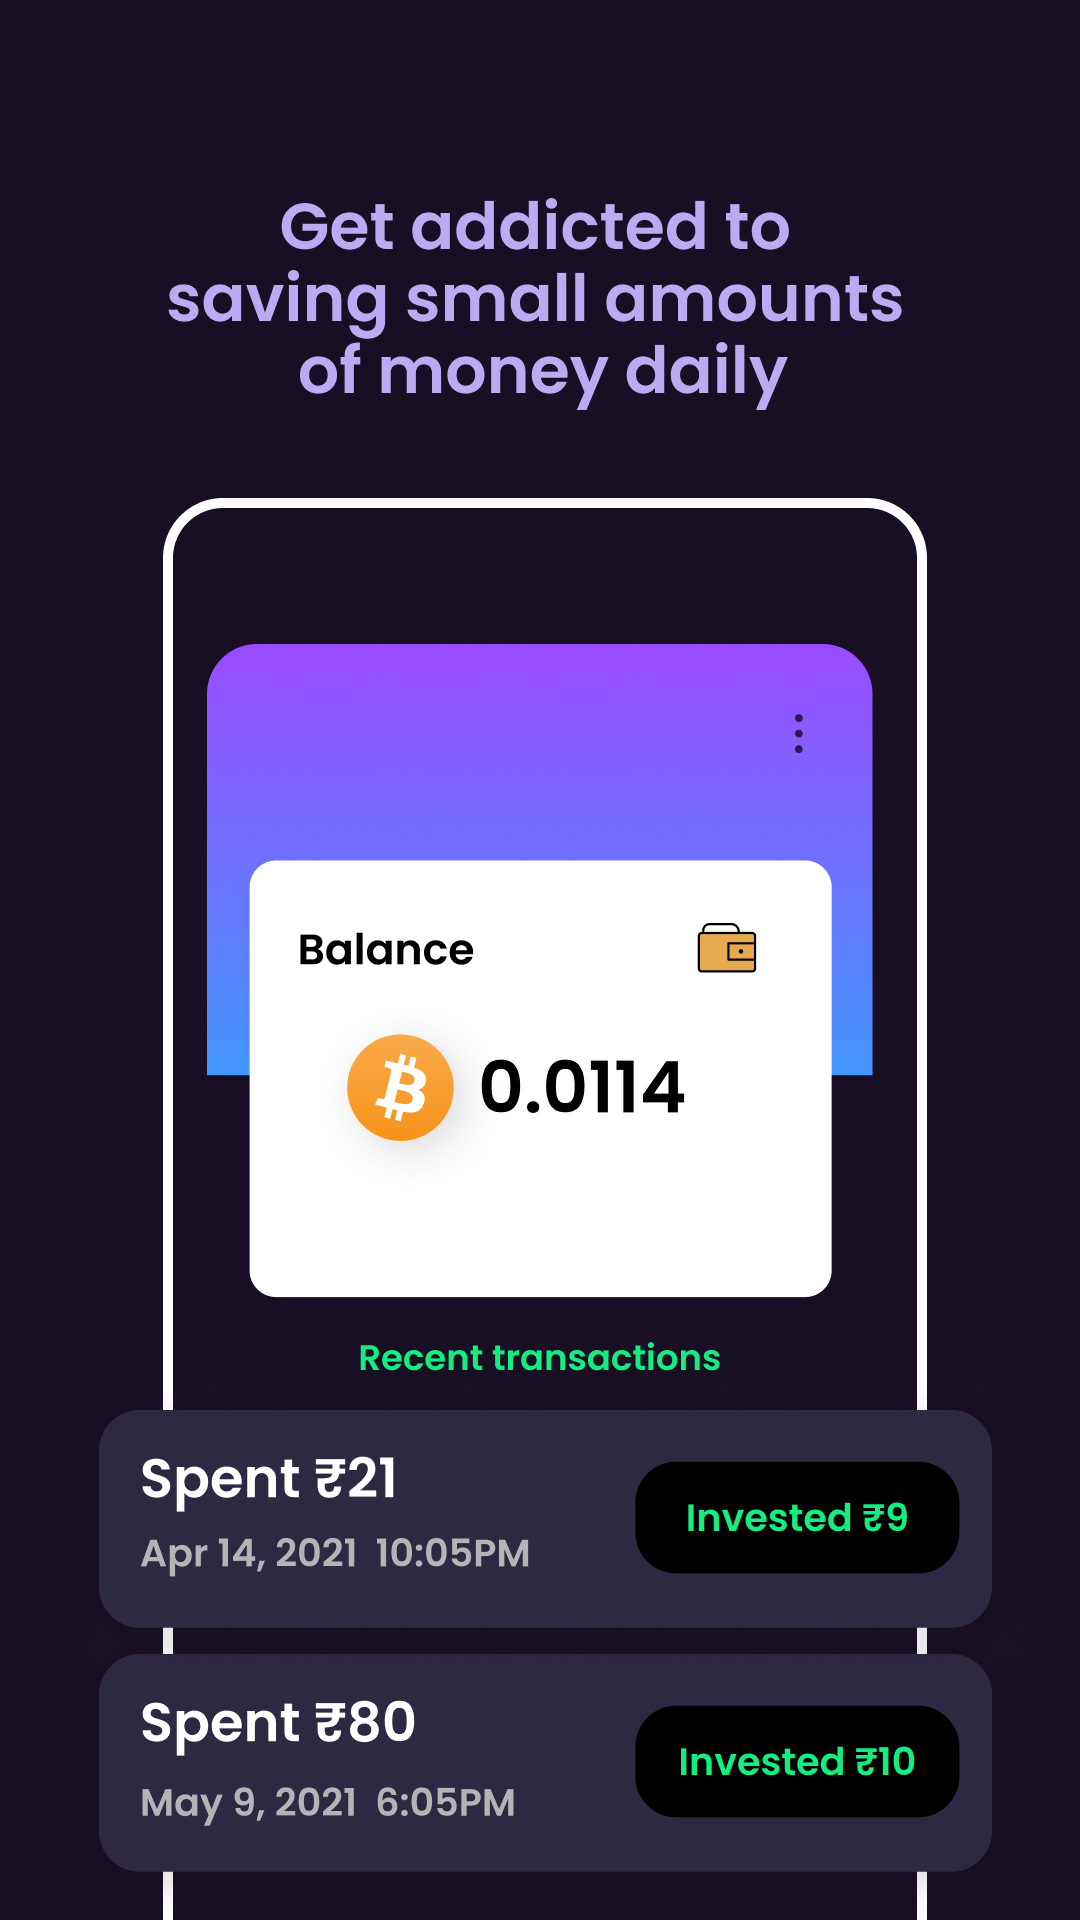 Get addicted to
saving small amounts
of money daily
Balance
0.0114
Recent transactions
Spent ₹21
Invested ₹9
Apr 14, 2021 10:05PM
Spent ₹80
Invested ₹10
May 9, 2021 6:05PM